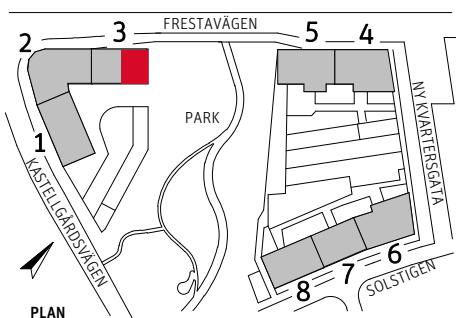 FRESTAVÄGEN
2
3
5
4
1
PARK
NY KVARTERSGATA
KASTELLGÅRDSVÄGEN
6
7
8
SOLSTIGEN
PLAN